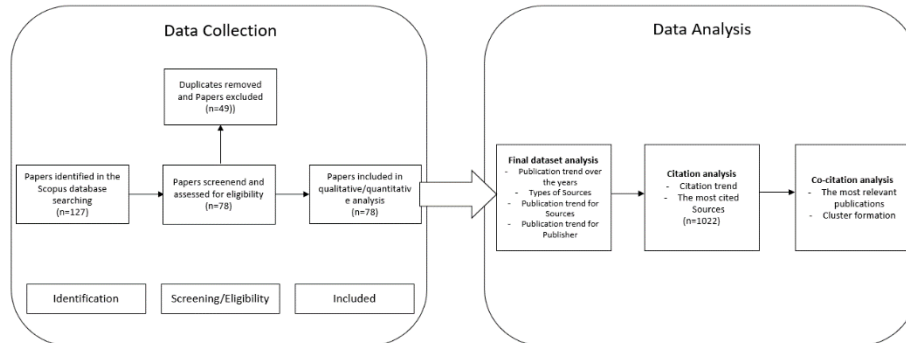 Data Collection
Duplicates removed
and Papers excluded
(n=49))
Papers identified in the
Scopus database
searching
(n=127)
Papers screenend and
assessed for eligibility
(n=78)
Papers included in
qualitative/quantitativ
e analysis
(n=78)
Identification
Screening/Eligibility
Included
Data Analysis
Final dataset analysis
- Publication trend over
the years
- Types of Sources
- Publication trend for
Sources
- Publication trend for
Publisher
Citation analysis
- Citation trend
- The most cited
Sources
(n=1022)
Co-citation analysis
- The most relevant
publications
- Cluster formation